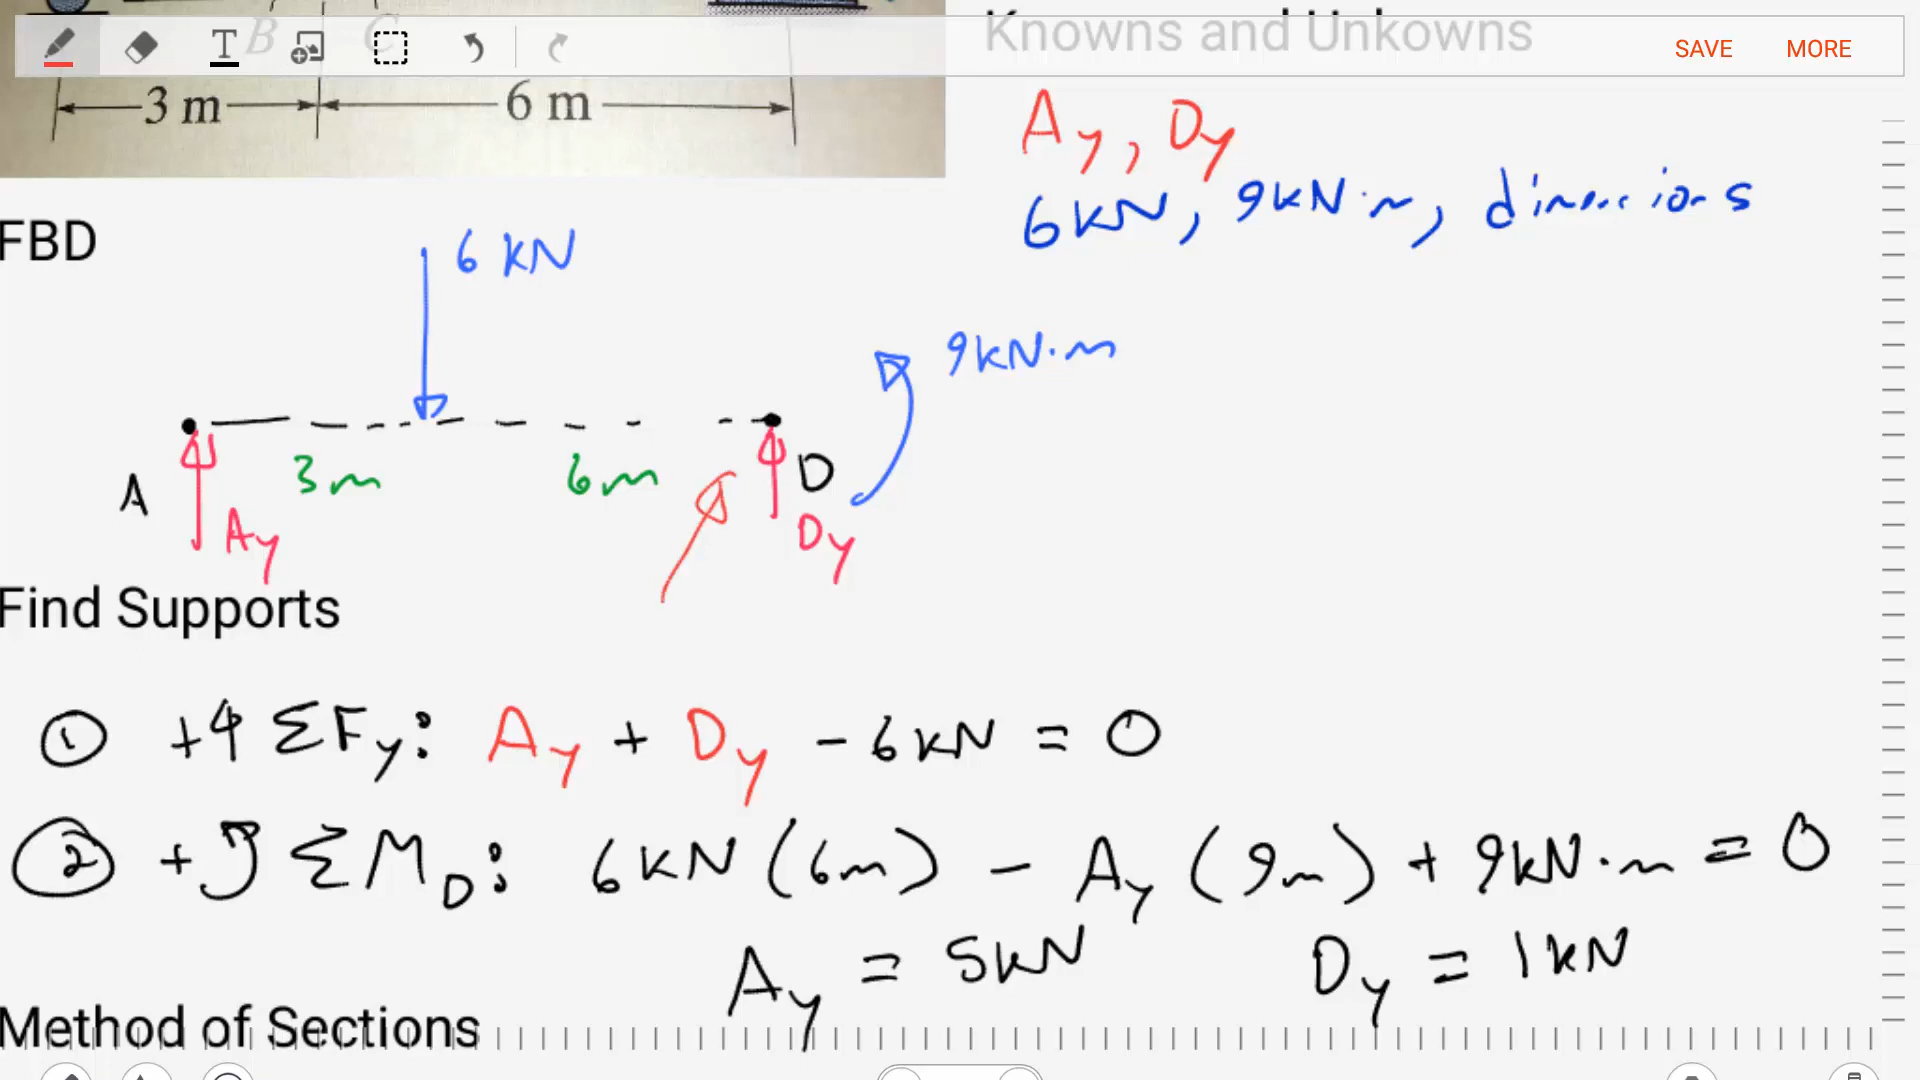 B C
T
SAVE MORE
Knowns and Unkowns
3 m 6 m
Ay, Dy
6kN, 9kN·m, dimensions
FBD
6 kN
9kN·m
3m 6m
A D
Ay Dy
Find Supports
① + ΣFy: Ay + Dy - 6kN = 0
② + ΣMD: 6kN (6m) - Ay (9m) + 9kN·m = 0
Ay = 5kN Dy = 1kN
Method of Sections